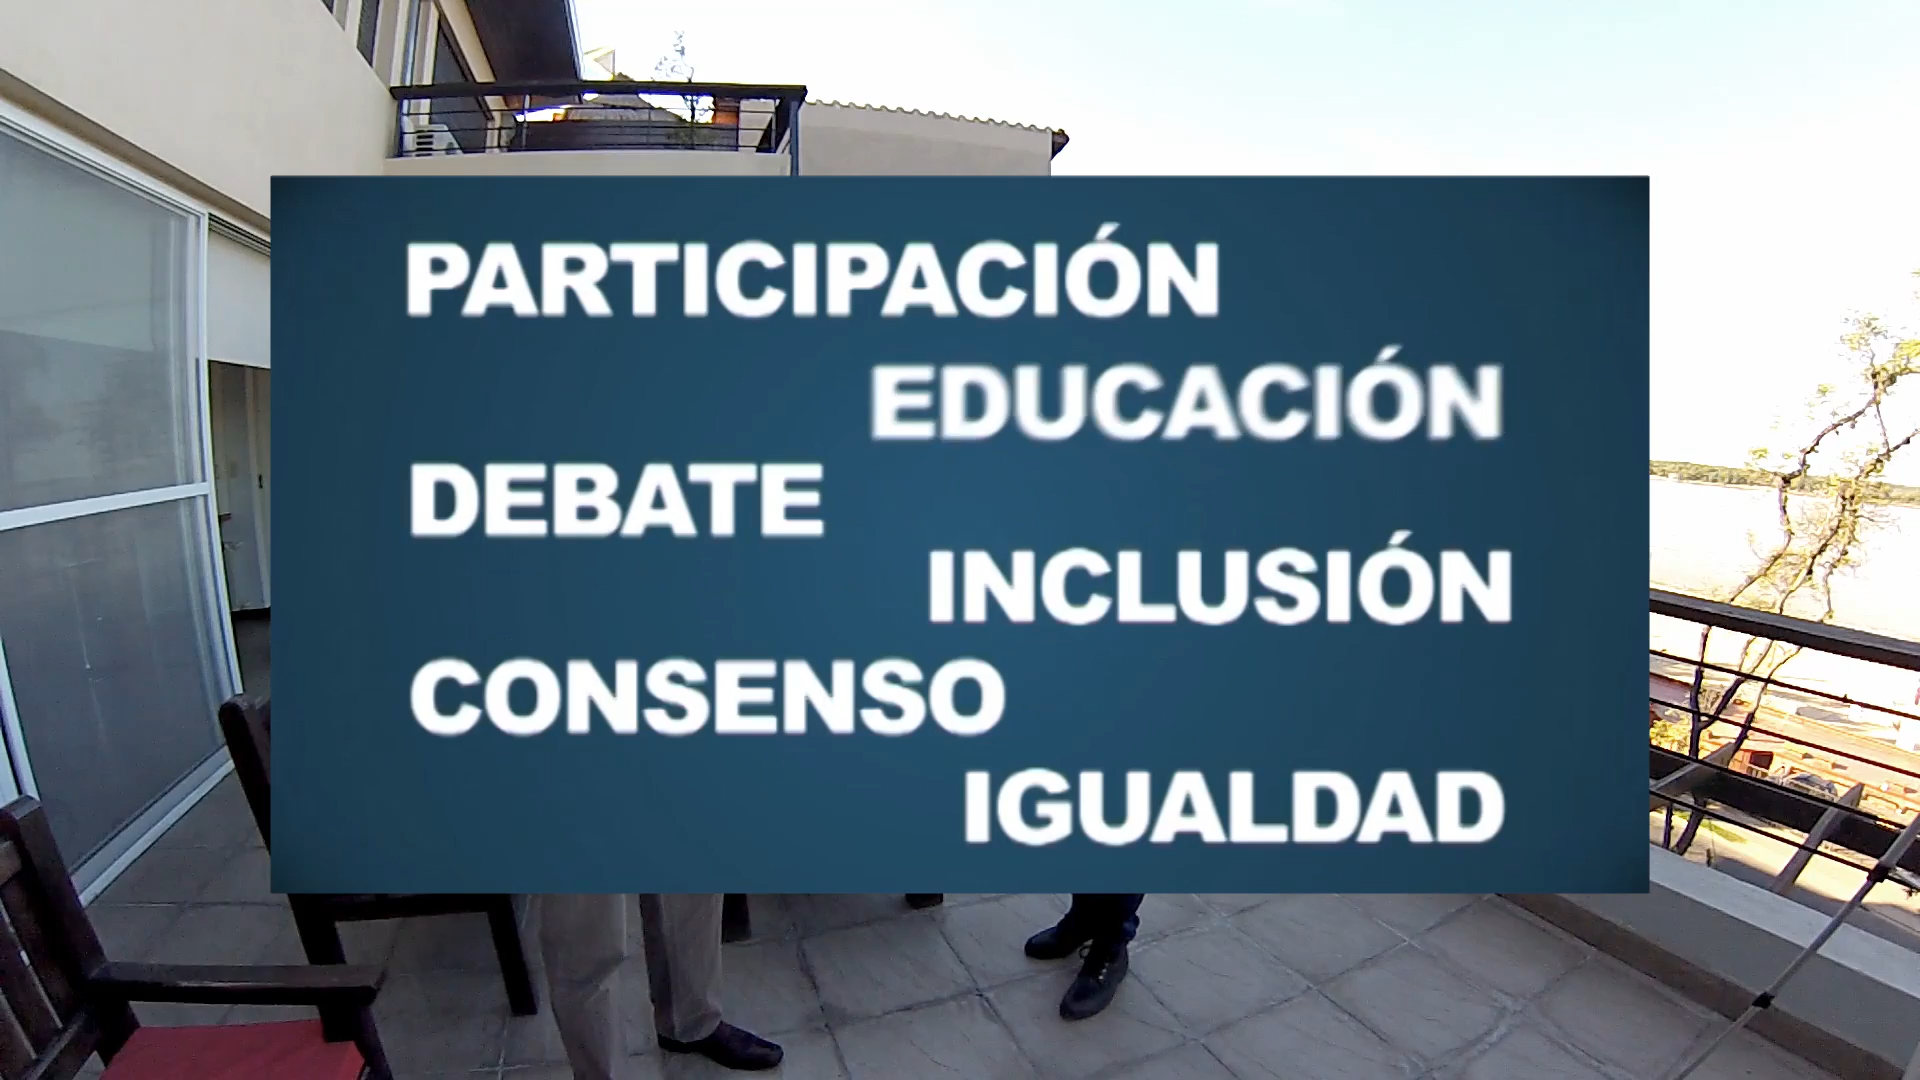 PARTICIPACIÓN
EDUCACIÓN
DEBATE
INCLUSIÓN
CONSENSO
IGUALDAD